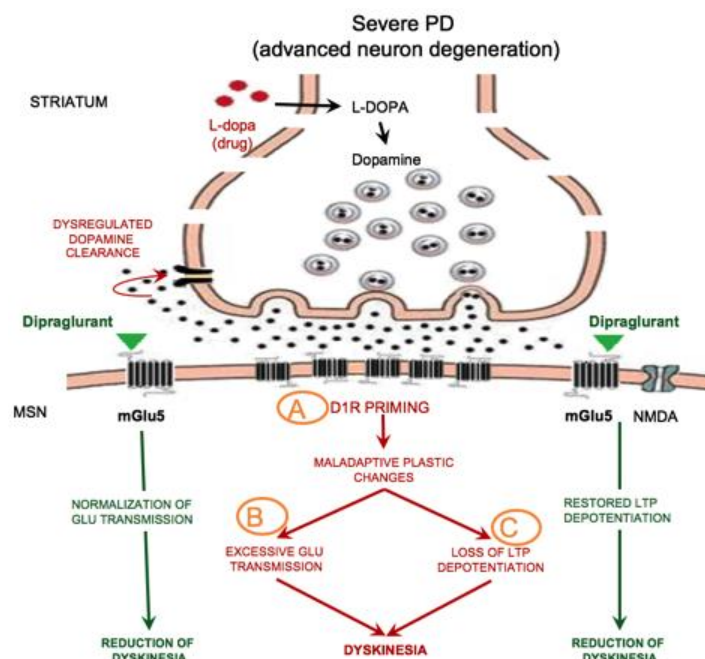 Severe PD
(advanced neuron degeneration)
STRIATUM
L-dopa
(drug)
L-DOPA
Dopamine
DYSREGULATED
DOPAMINE
CLEARANCE
Dipraglurant
Dipraglurant
MSN
mGlu5
A
D1R PRIMING
mGlu5
NMDA
MALADAPTIVE PLASTIC
CHANGES
NORMALIZATION OF
GLU TRANSMISSION
B
EXCESSIVE GLU
TRANSMISSION
C
LOSS OF LTP
DEPOTENTIATION
RESTORED LTP
DEPOTENTIATION
REDUCTION OF
DYSKINESIA
DYSKINESIA
REDUCTION OF
DYSKINESIA